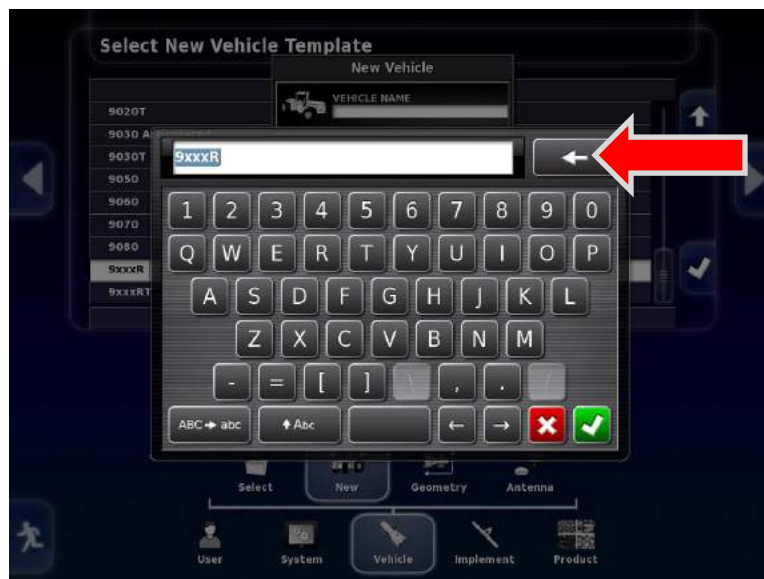 Select New Vehicle Template
New Vehicle
VEHICLE NAME
9020T
9030
9030T
9050
9060
9070
9080
9xxxR
9xxxRT
9xxxR
1 2 3 4 5 6 7 8 9 0
Q W E R T Y U I O P
A S D F G H J K L
Z X C V B N M
- = [ ] \ , . /
ABC→abc ↑Abc ← →
Select New Geometry Antenna
User System Vehicle Implement Product